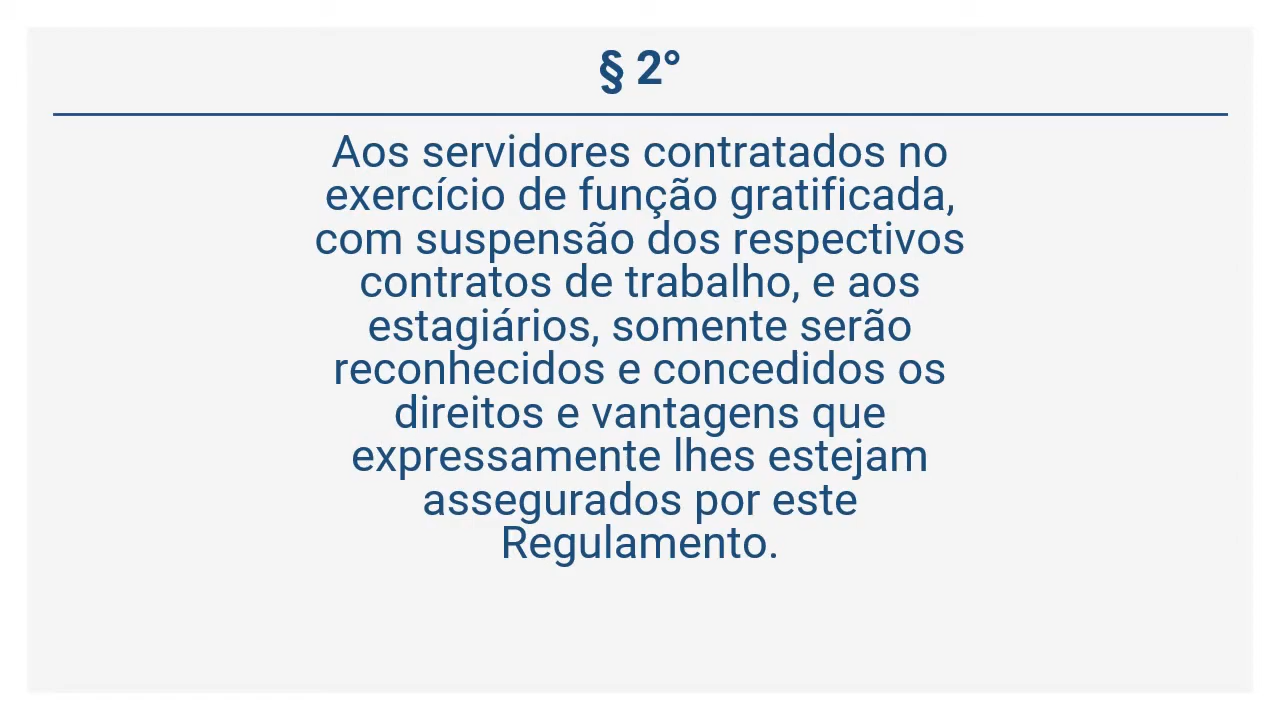 § 2°
Aos servidores contratados no
exercício de função gratificada,
com suspensão dos respectivos
contratos de trabalho, e aos
estagiários, somente serão
reconhecidos e concedidos os
direitos e vantagens que
expressamente lhes estejam
assegurados por este
Regulamento.